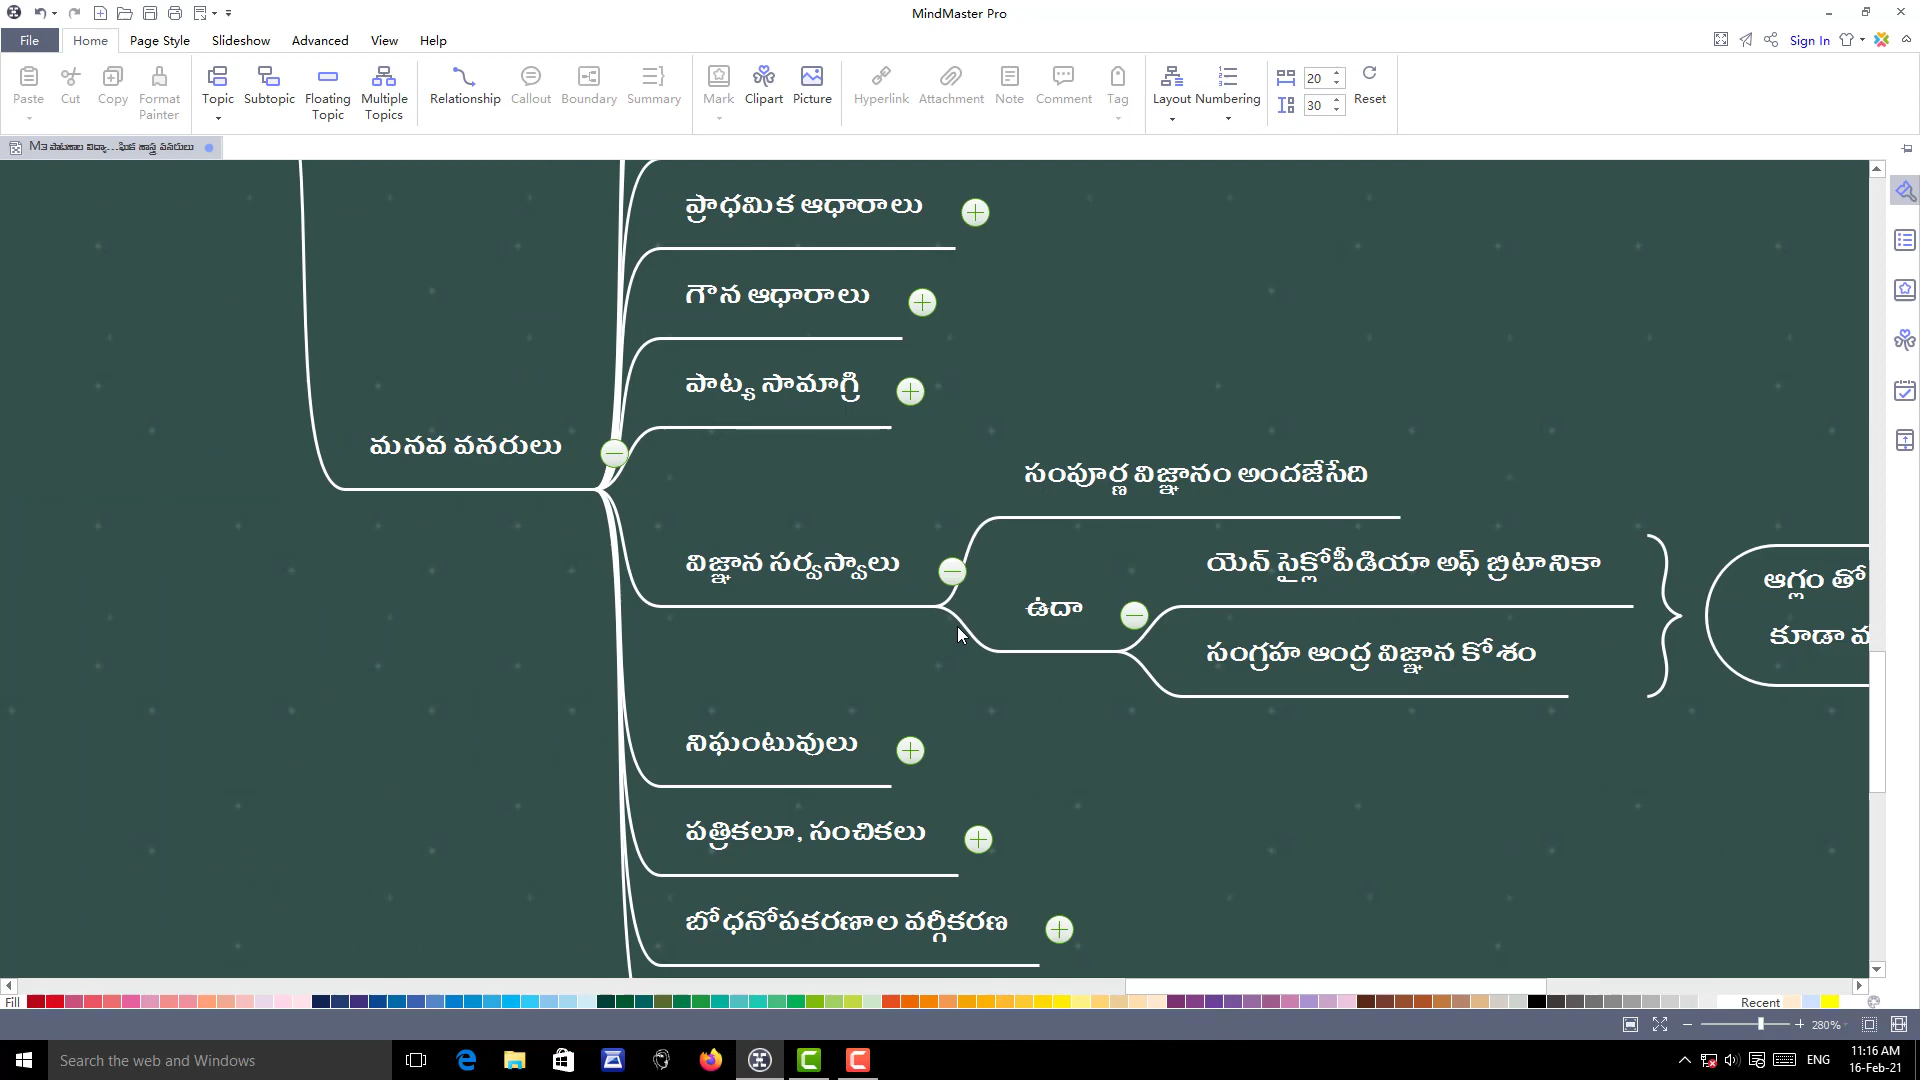 MindMaster Pro
File
Home
Page Style
Slideshow
Advanced
View
Help
Sign In
Paste
Cut
Copy
Format Painter
Topic
Subtopic
Floating Topic
Multiple Topics
Relationship
Callout
Boundary
Summary
Mark
Clipart
Picture
Hyperlink
Attachment
Note
Comment
Tag
Layout
Numbering
20
30
Reset
ప్రాధమిక ఆధారాలు
గౌన ఆధారాలు
పాట్య సామాగ్రి
మనవ వనరులు
సంపూర్ణ విజ్ఞానం అందజేసేది
విజ్ఞాన సర్వస్వాలు
యెన్ సైక్లోపీడియా అఫ్ బ్రిటానికా
ఉదా
సంగ్రహ ఆంద్ర విజ్ఞాన కోశం
ఆగ్లం తో
కూడా
నిఘంటువులు
పత్రికలూ, సంచికలు
బోధనోపకరణాల వర్గీకరణ
Fill
Recent
280%
Search the web and Windows
ENG
11:16 AM
16-Feb-21